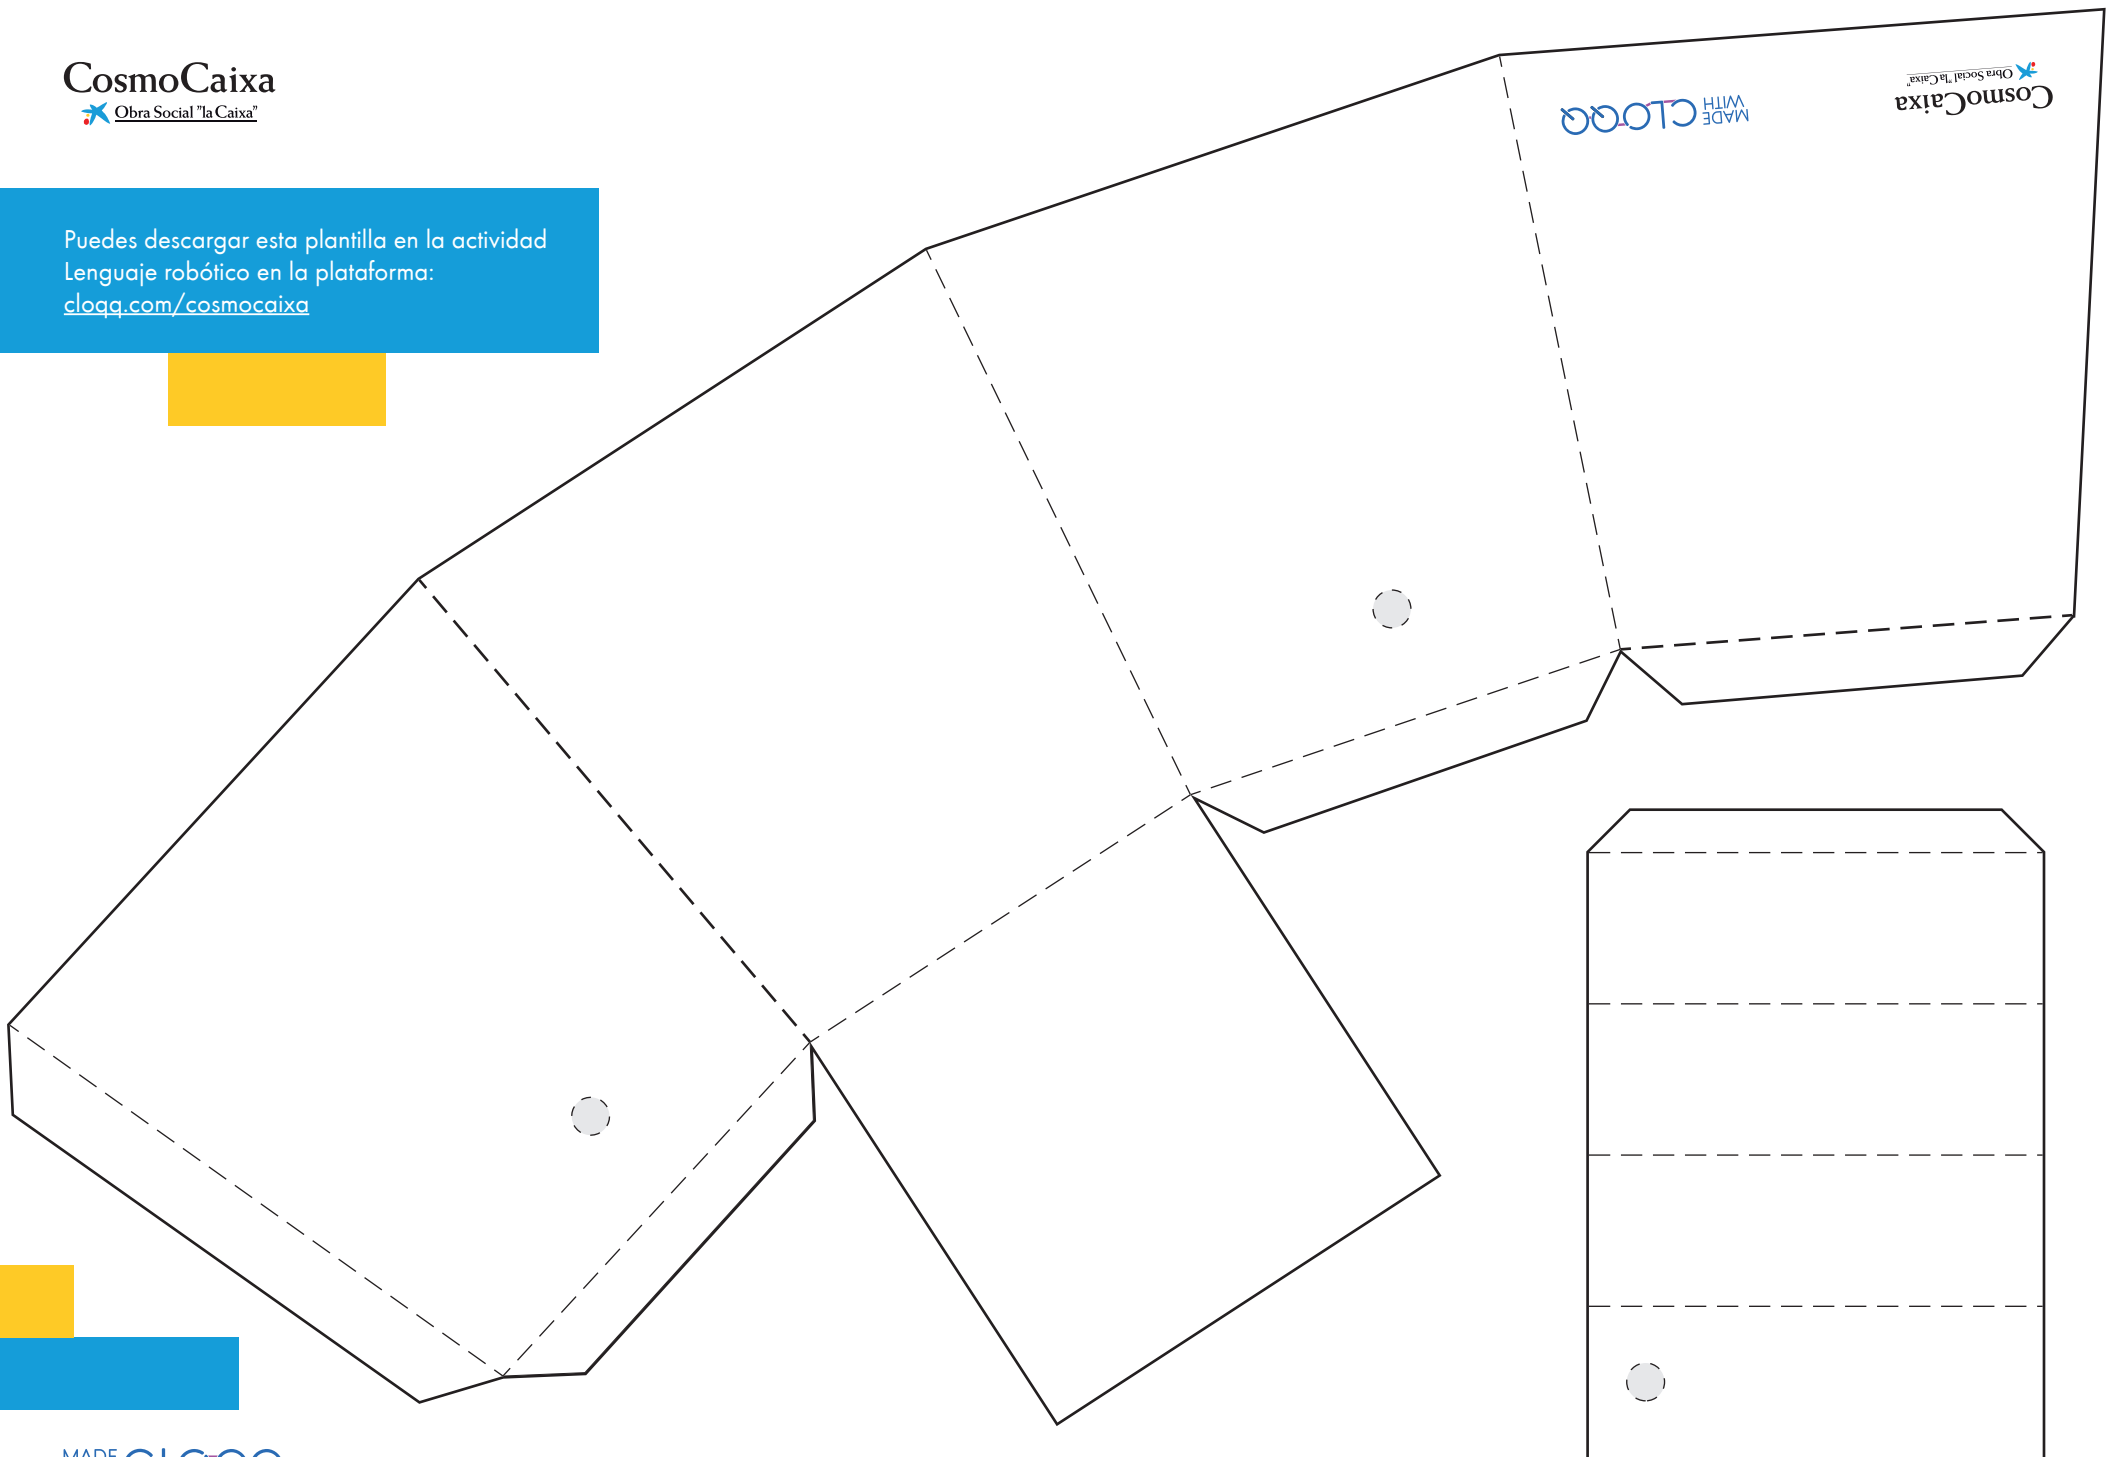 CosmoCaixa
Obra Social "la Caixa"
Puedes descargar esta plantilla en la actividad
Lenguaje robótico en la plataforma:
cloqq.com/cosmocaixa
MADE
WITH
CLOQQ
CosmoCaixa
Obra Social "la Caixa"
MADE